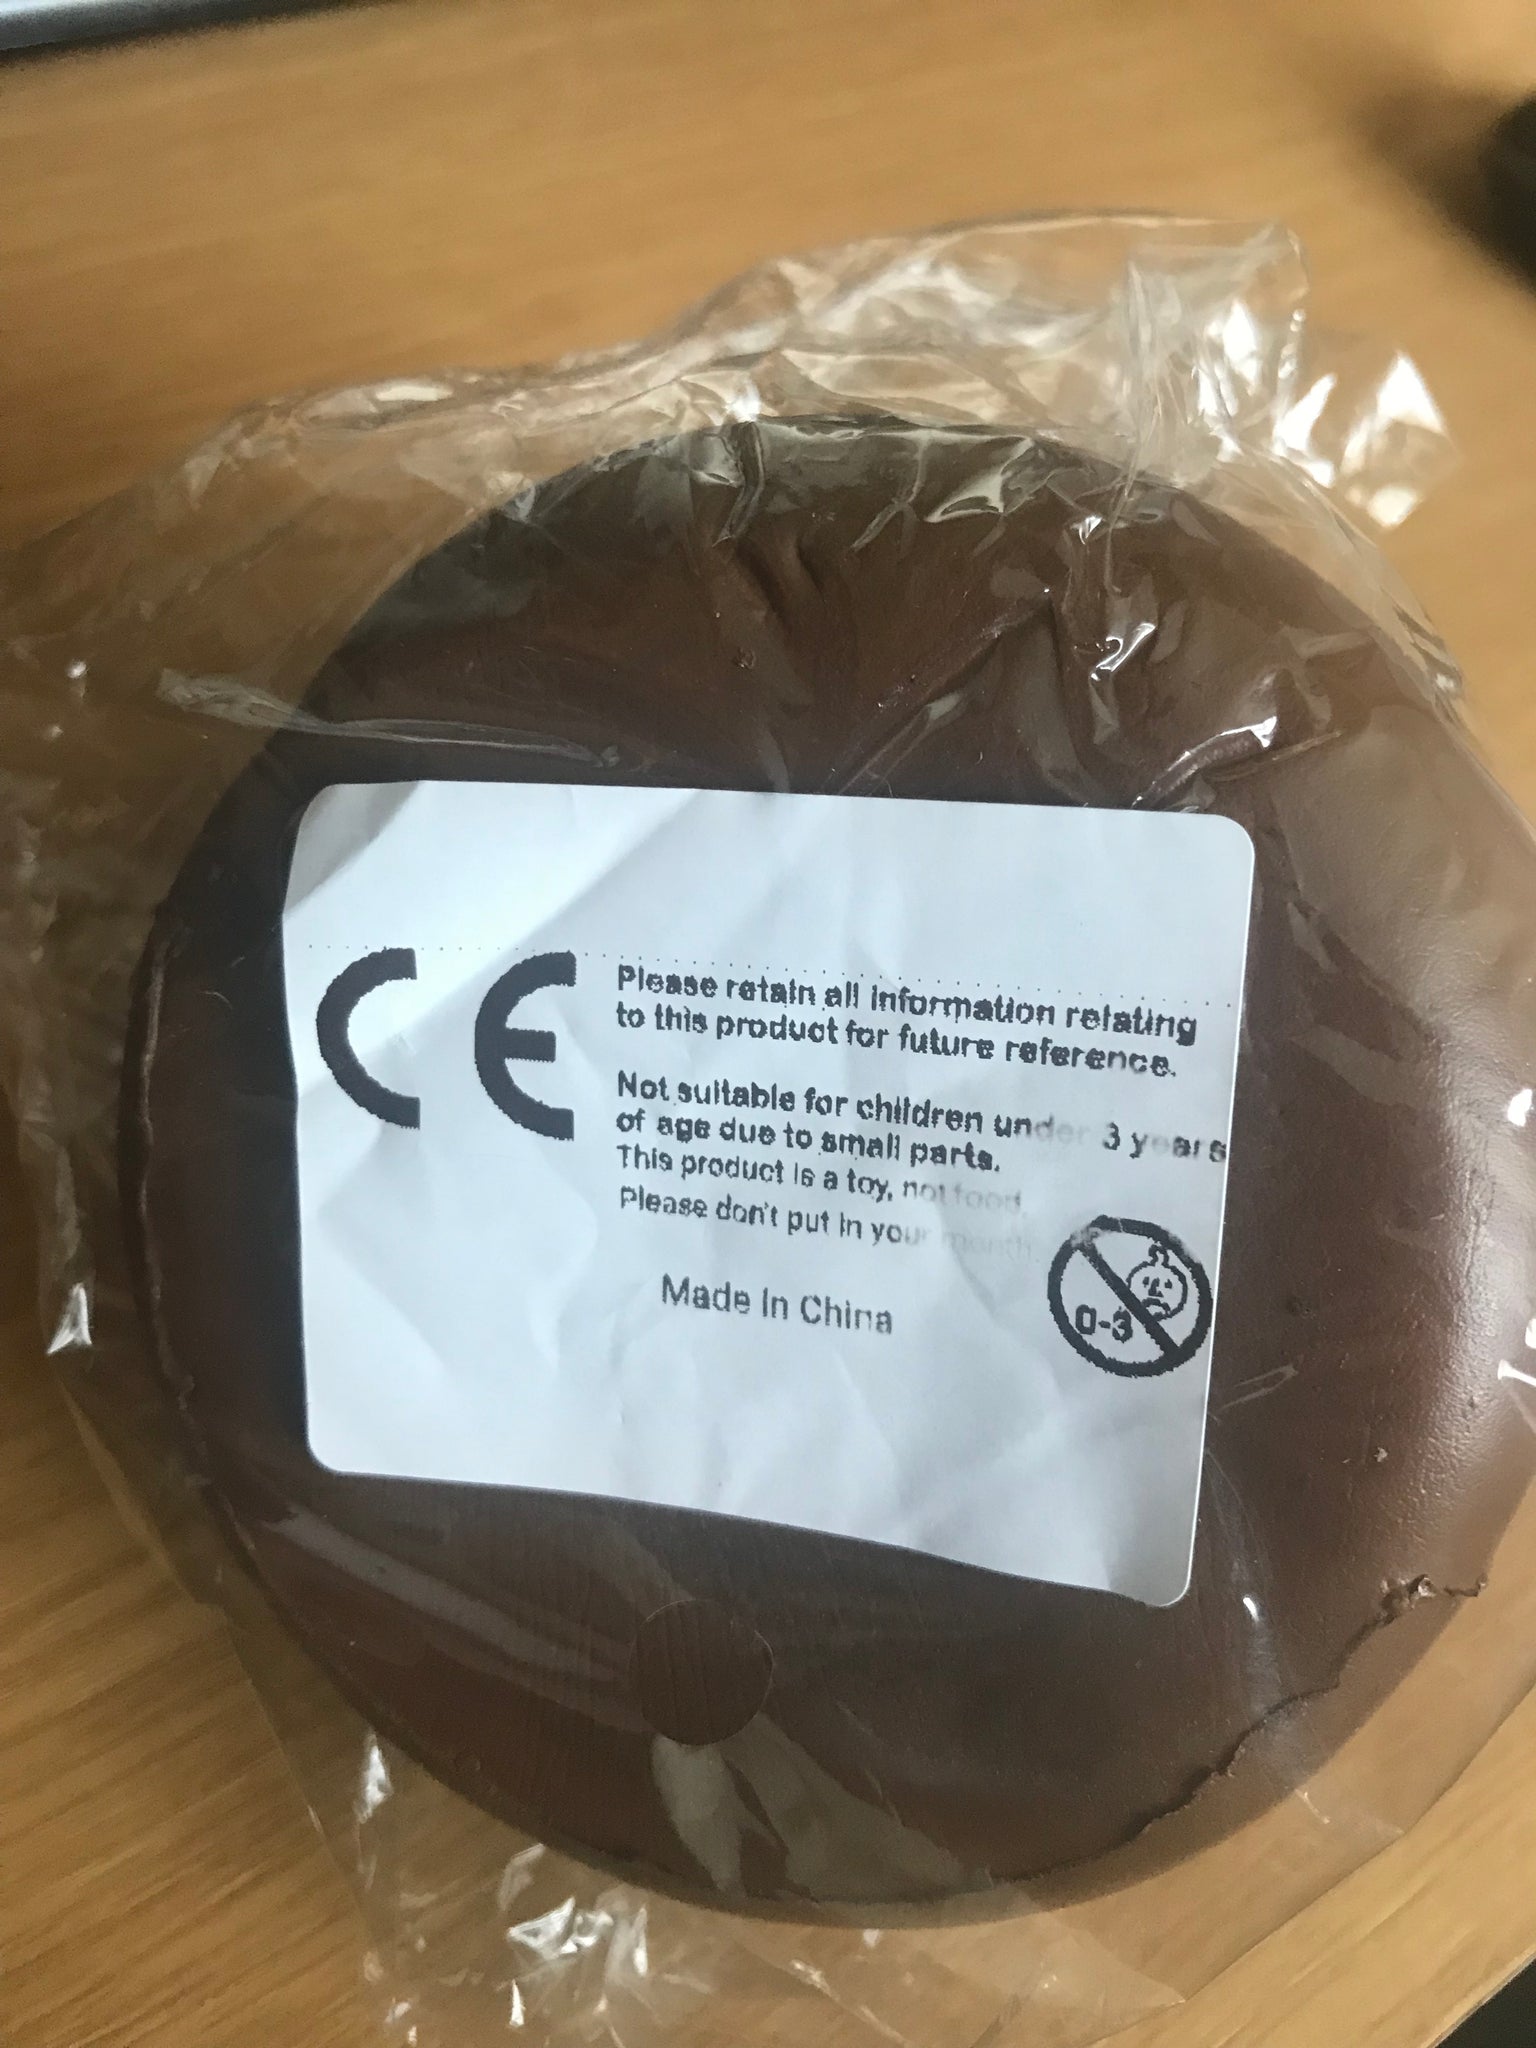 CE
Please retain all information relating
to this product for future reference.
Not suitable for children under 3 years
of age due to small parts.
This product is a toy, not food.
Please don't put in your month.
Made In China
0-3